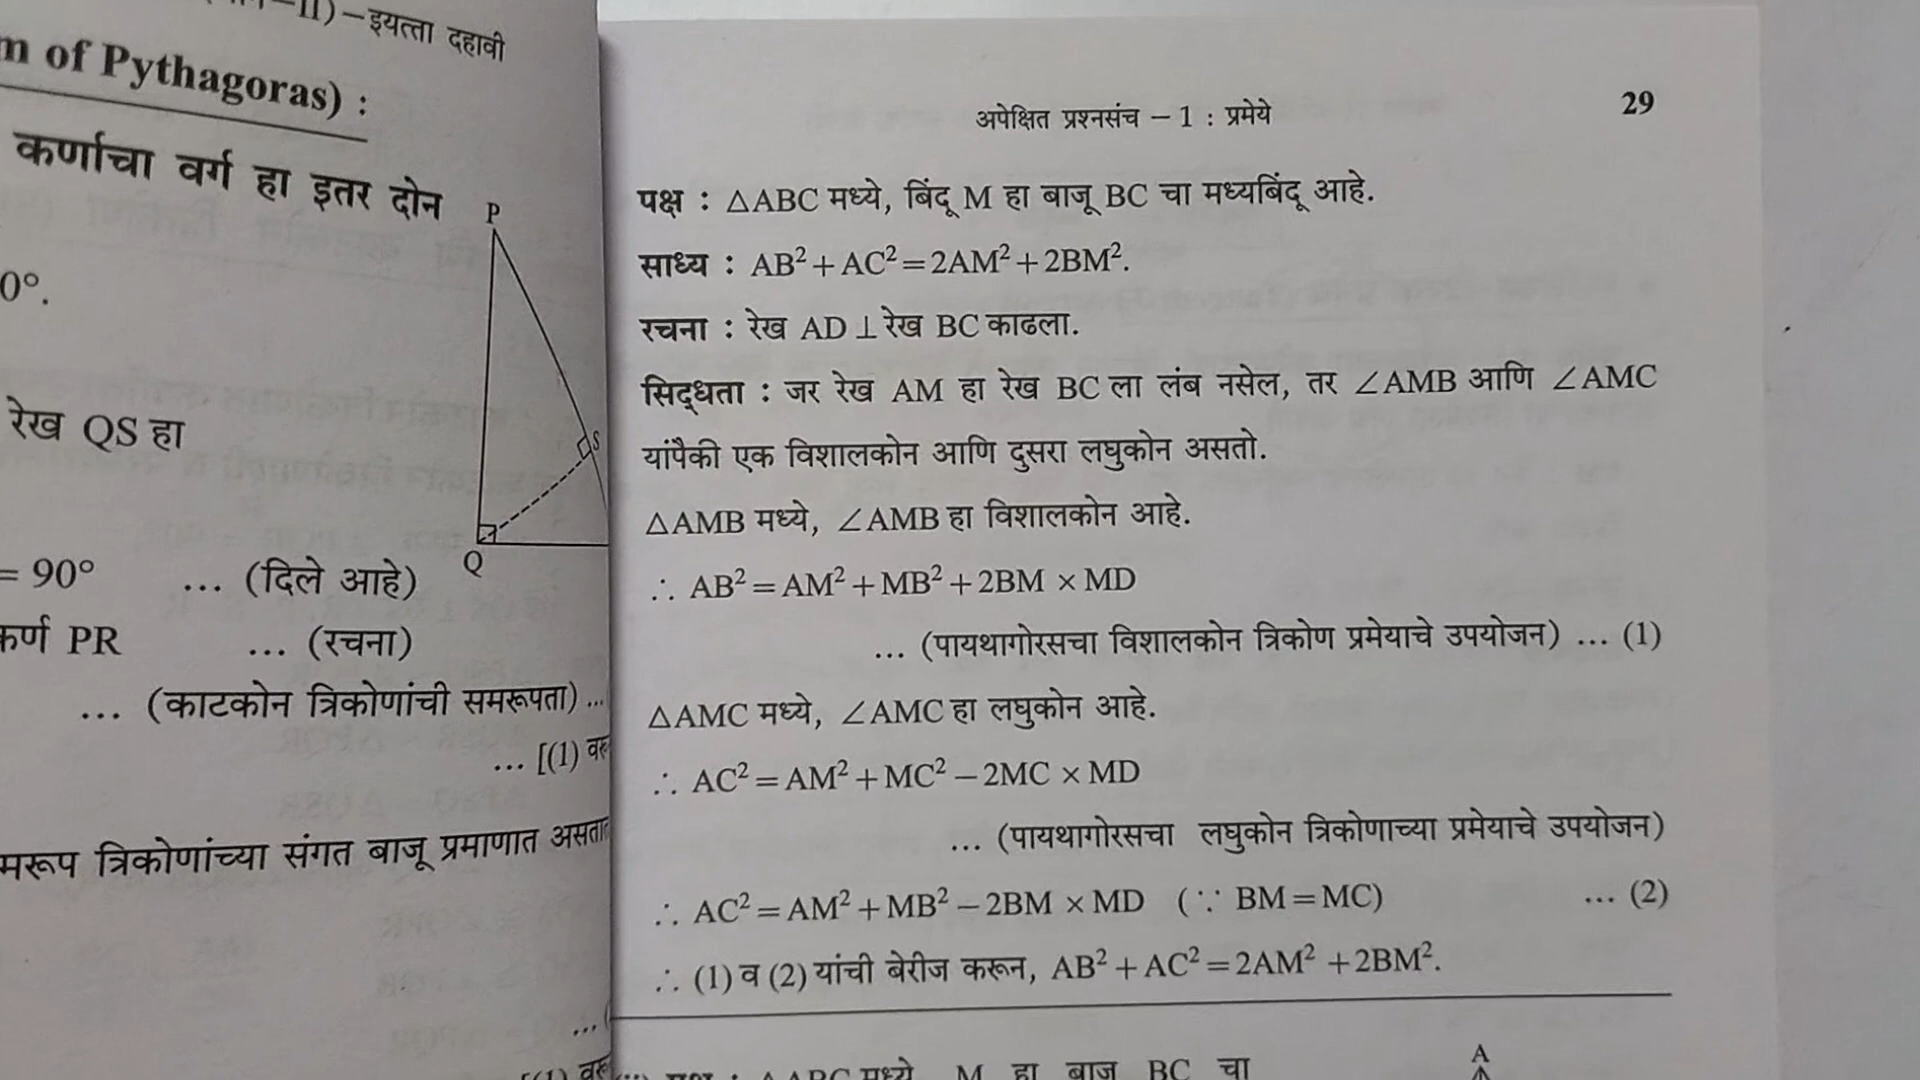 –II)–इयत्ता दहावी
of Pythagoras) :
कर्णाचा वर्ग हा इतर दोन
P
0°.
रेख QS हा
S
Q
= 90° ... (दिले आहे)
कर्ण PR ... (रचना)
... (काटकोन त्रिकोणांची समरूपता) ...
... [(1)
त्रिकोणांच्या संगत बाजू प्रमाणात
29
अपेक्षित प्रश्नसंच – 1 : प्रमेये
पक्ष : △ABC मध्ये, बिंदू M हा बाजू BC चा मध्यबिंदू आहे.
साध्य : AB² + AC² = 2AM² + 2BM².
रचना : रेख AD ⊥ रेख BC काढला.
सिद्धता : जर रेख AM हा रेख BC ला लंब नसेल, तर ∠AMB आणि ∠AMC
यांपैकी एक विशालकोन आणि दुसरा लघुकोन असतो.
△AMB मध्ये, ∠AMB हा विशालकोन आहे.
∴ AB² = AM² + MB² + 2BM × MD
... (पायथागोरसचा विशालकोन त्रिकोण प्रमेयाचे उपयोजन) ... (1)
△AMC मध्ये, ∠AMC हा लघुकोन आहे.
∴ AC² = AM² + MC² – 2MC × MD
... (पायथागोरसचा लघुकोन त्रिकोणाच्या प्रमेयाचे उपयोजन)
∴ AC² = AM² + MB² – 2BM × MD (∵ BM = MC) ... (2)
∴ (1) व (2) यांची बेरीज करून, AB² + AC² = 2AM² + 2BM².
△ABC मध्ये, M हा बाजू BC चा
A